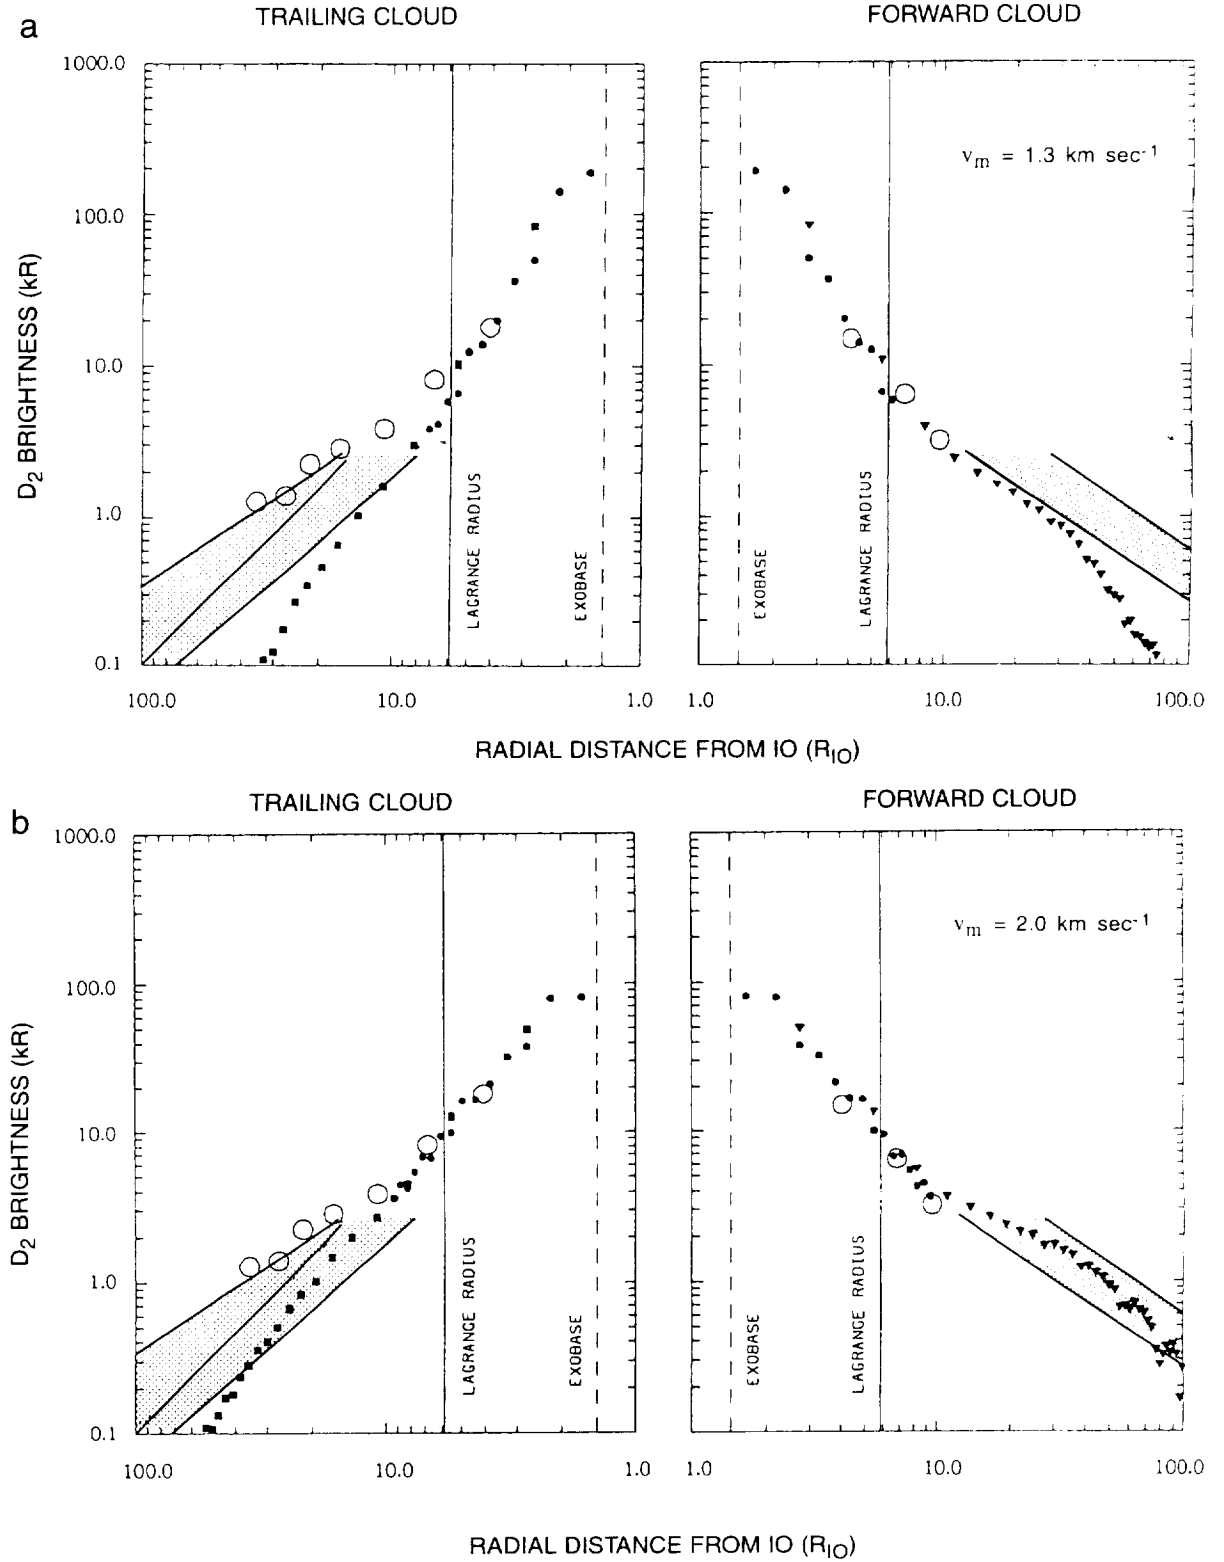 a
TRAILING CLOUD
FORWARD CLOUD
1000.0
100.0
10.0
1.0
0.1
D2 BRIGHTNESS (kR)
LAGRANGE RADIUS
EXOBASE
EXOBASE
LAGRANGE RADIUS
vm = 1.3 km sec-1
100.0 10.0 1.0
1.0 10.0 100.0
RADIAL DISTANCE FROM IO (RIO)
b
TRAILING CLOUD
FORWARD CLOUD
1000.0
100.0
10.0
1.0
0.1
D2 BRIGHTNESS (kR)
LAGRANGE RADIUS
EXOBASE
EXOBASE
LAGRANGE RADIUS
vm = 2.0 km sec-1
100.0 10.0 1.0
1.0 10.0 100.0
RADIAL DISTANCE FROM IO (RIO)